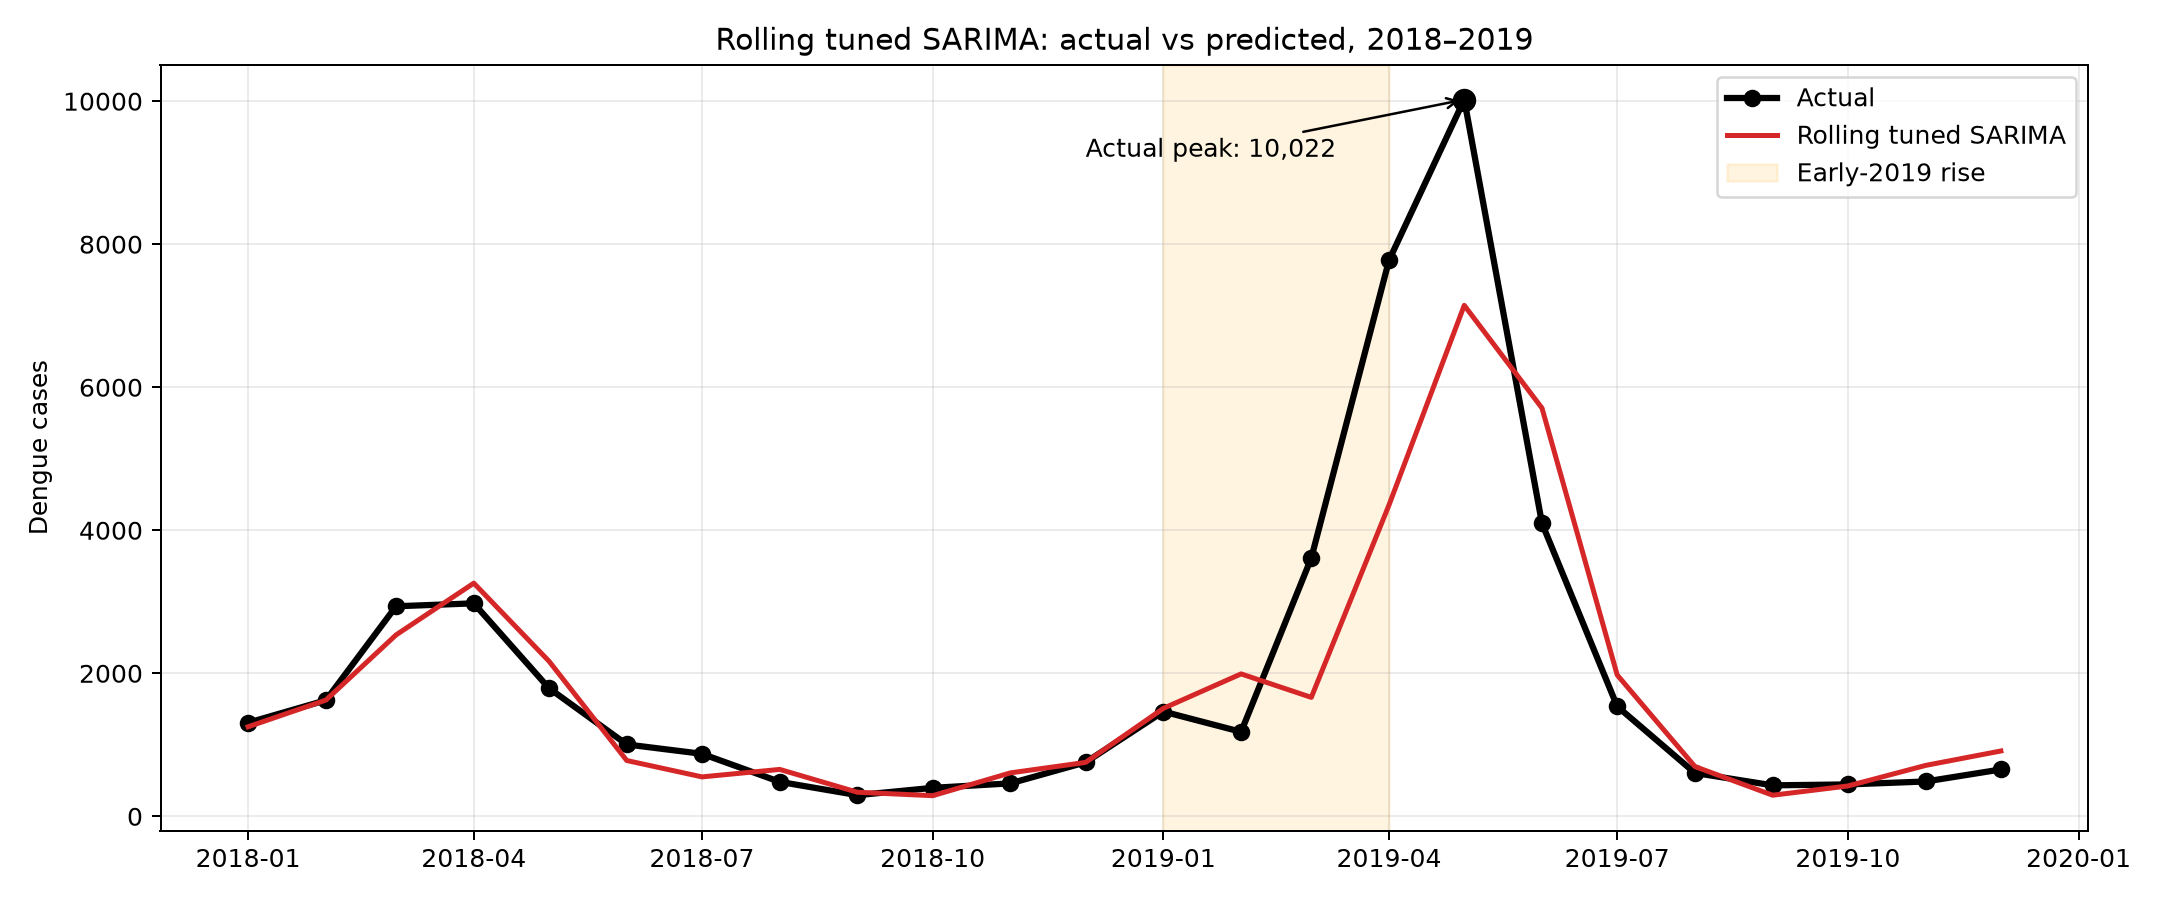 Rolling tuned SARIMA: actual vs predicted, 2018–2019
Actual
Rolling tuned SARIMA
Early-2019 rise
Actual peak: 10,022
Dengue cases
10000
8000
6000
4000
2000
0
2018-01
2018-04
2018-07
2018-10
2019-01
2019-04
2019-07
2019-10
2020-01